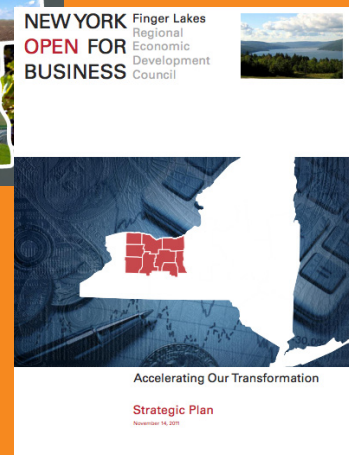 NEW YORK
OPEN FOR
BUSINESS
Finger Lakes
Regional
Economic
Development
Council
Accelerating Our Transformation
Strategic Plan
November 14, 2011